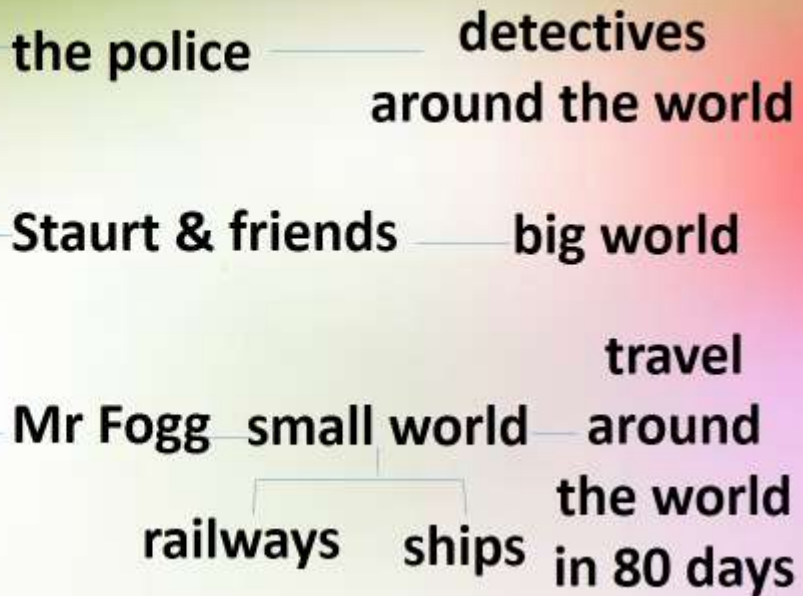 the police detectives
around the world
Staurt & friends big world
travel
Mr Fogg small world around
the world
railways ships in 80 days